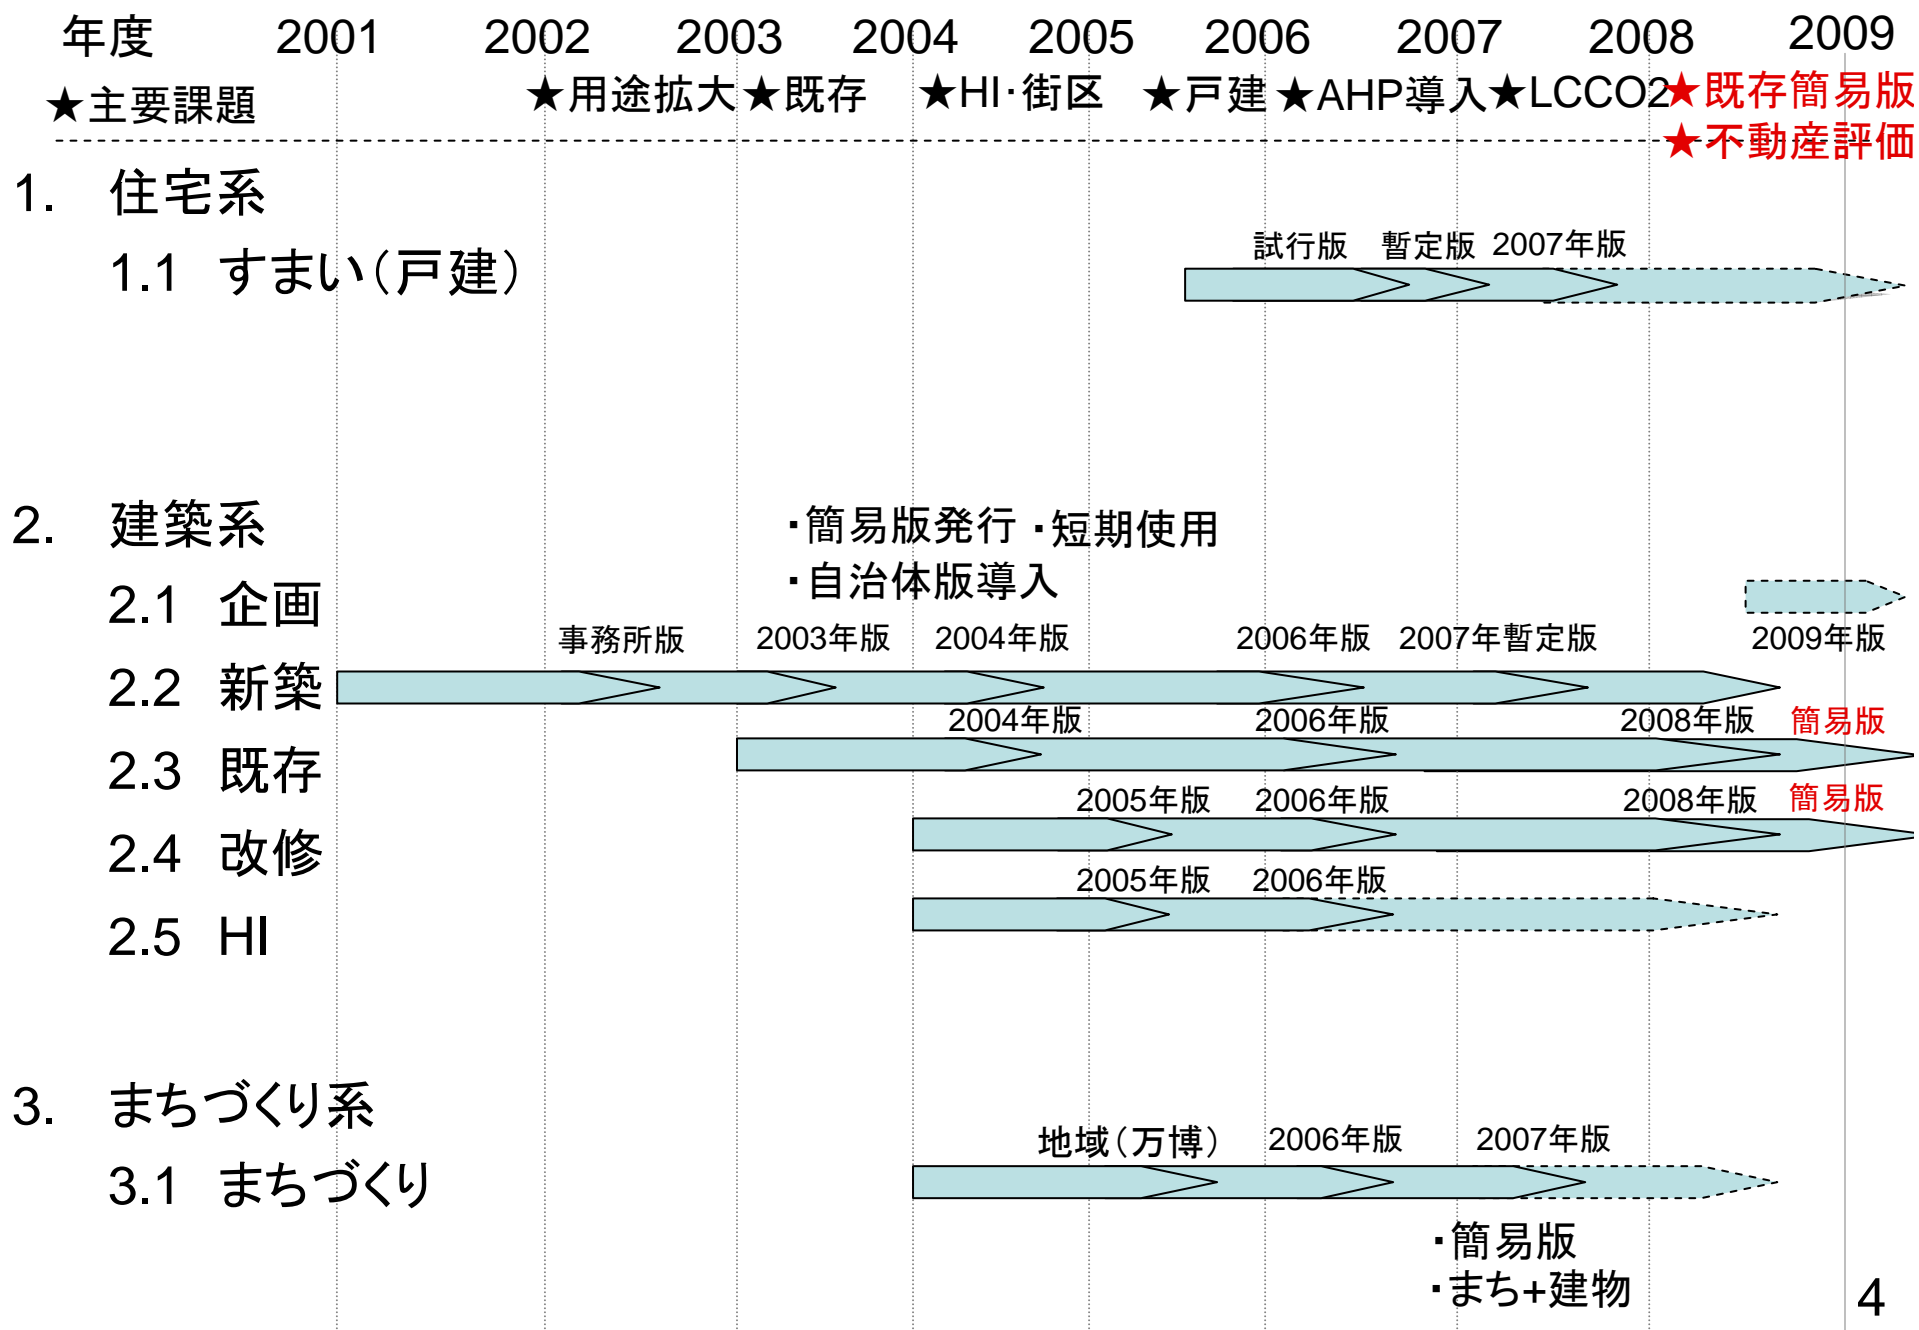 年度 2001 2002 2003 2004 2005 2006 2007 2008 2009
★主要課題 ★用途拡大 ★既存 ★HI・街区 ★戸建 ★AHP導入 ★LCCO2 ★既存簡易版
★不動産評価
1. 住宅系
試行版 暫定版 2007年版
1.1 すまい（戸建）
2. 建築系
・簡易版発行 ・短期使用
・自治体版導入
2.1 企画
事務所版 2003年版 2004年版 2006年版 2007年暫定版 2009年版
2.2 新築
2004年版 2006年版 2008年版 簡易版
2.3 既存
2005年版 2006年版 2008年版 簡易版
2.4 改修
2005年版 2006年版
2.5 HI
3. まちづくり系
地域（万博） 2006年版 2007年版
3.1 まちづくり
・簡易版
・まち+建物
4